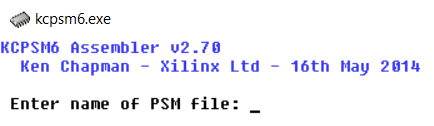 kcpsm6.exe
KCPSM6 Assembler v2.70
Ken Chapman - Xilinx Ltd - 16th May 2014
Enter name of PSM file: _